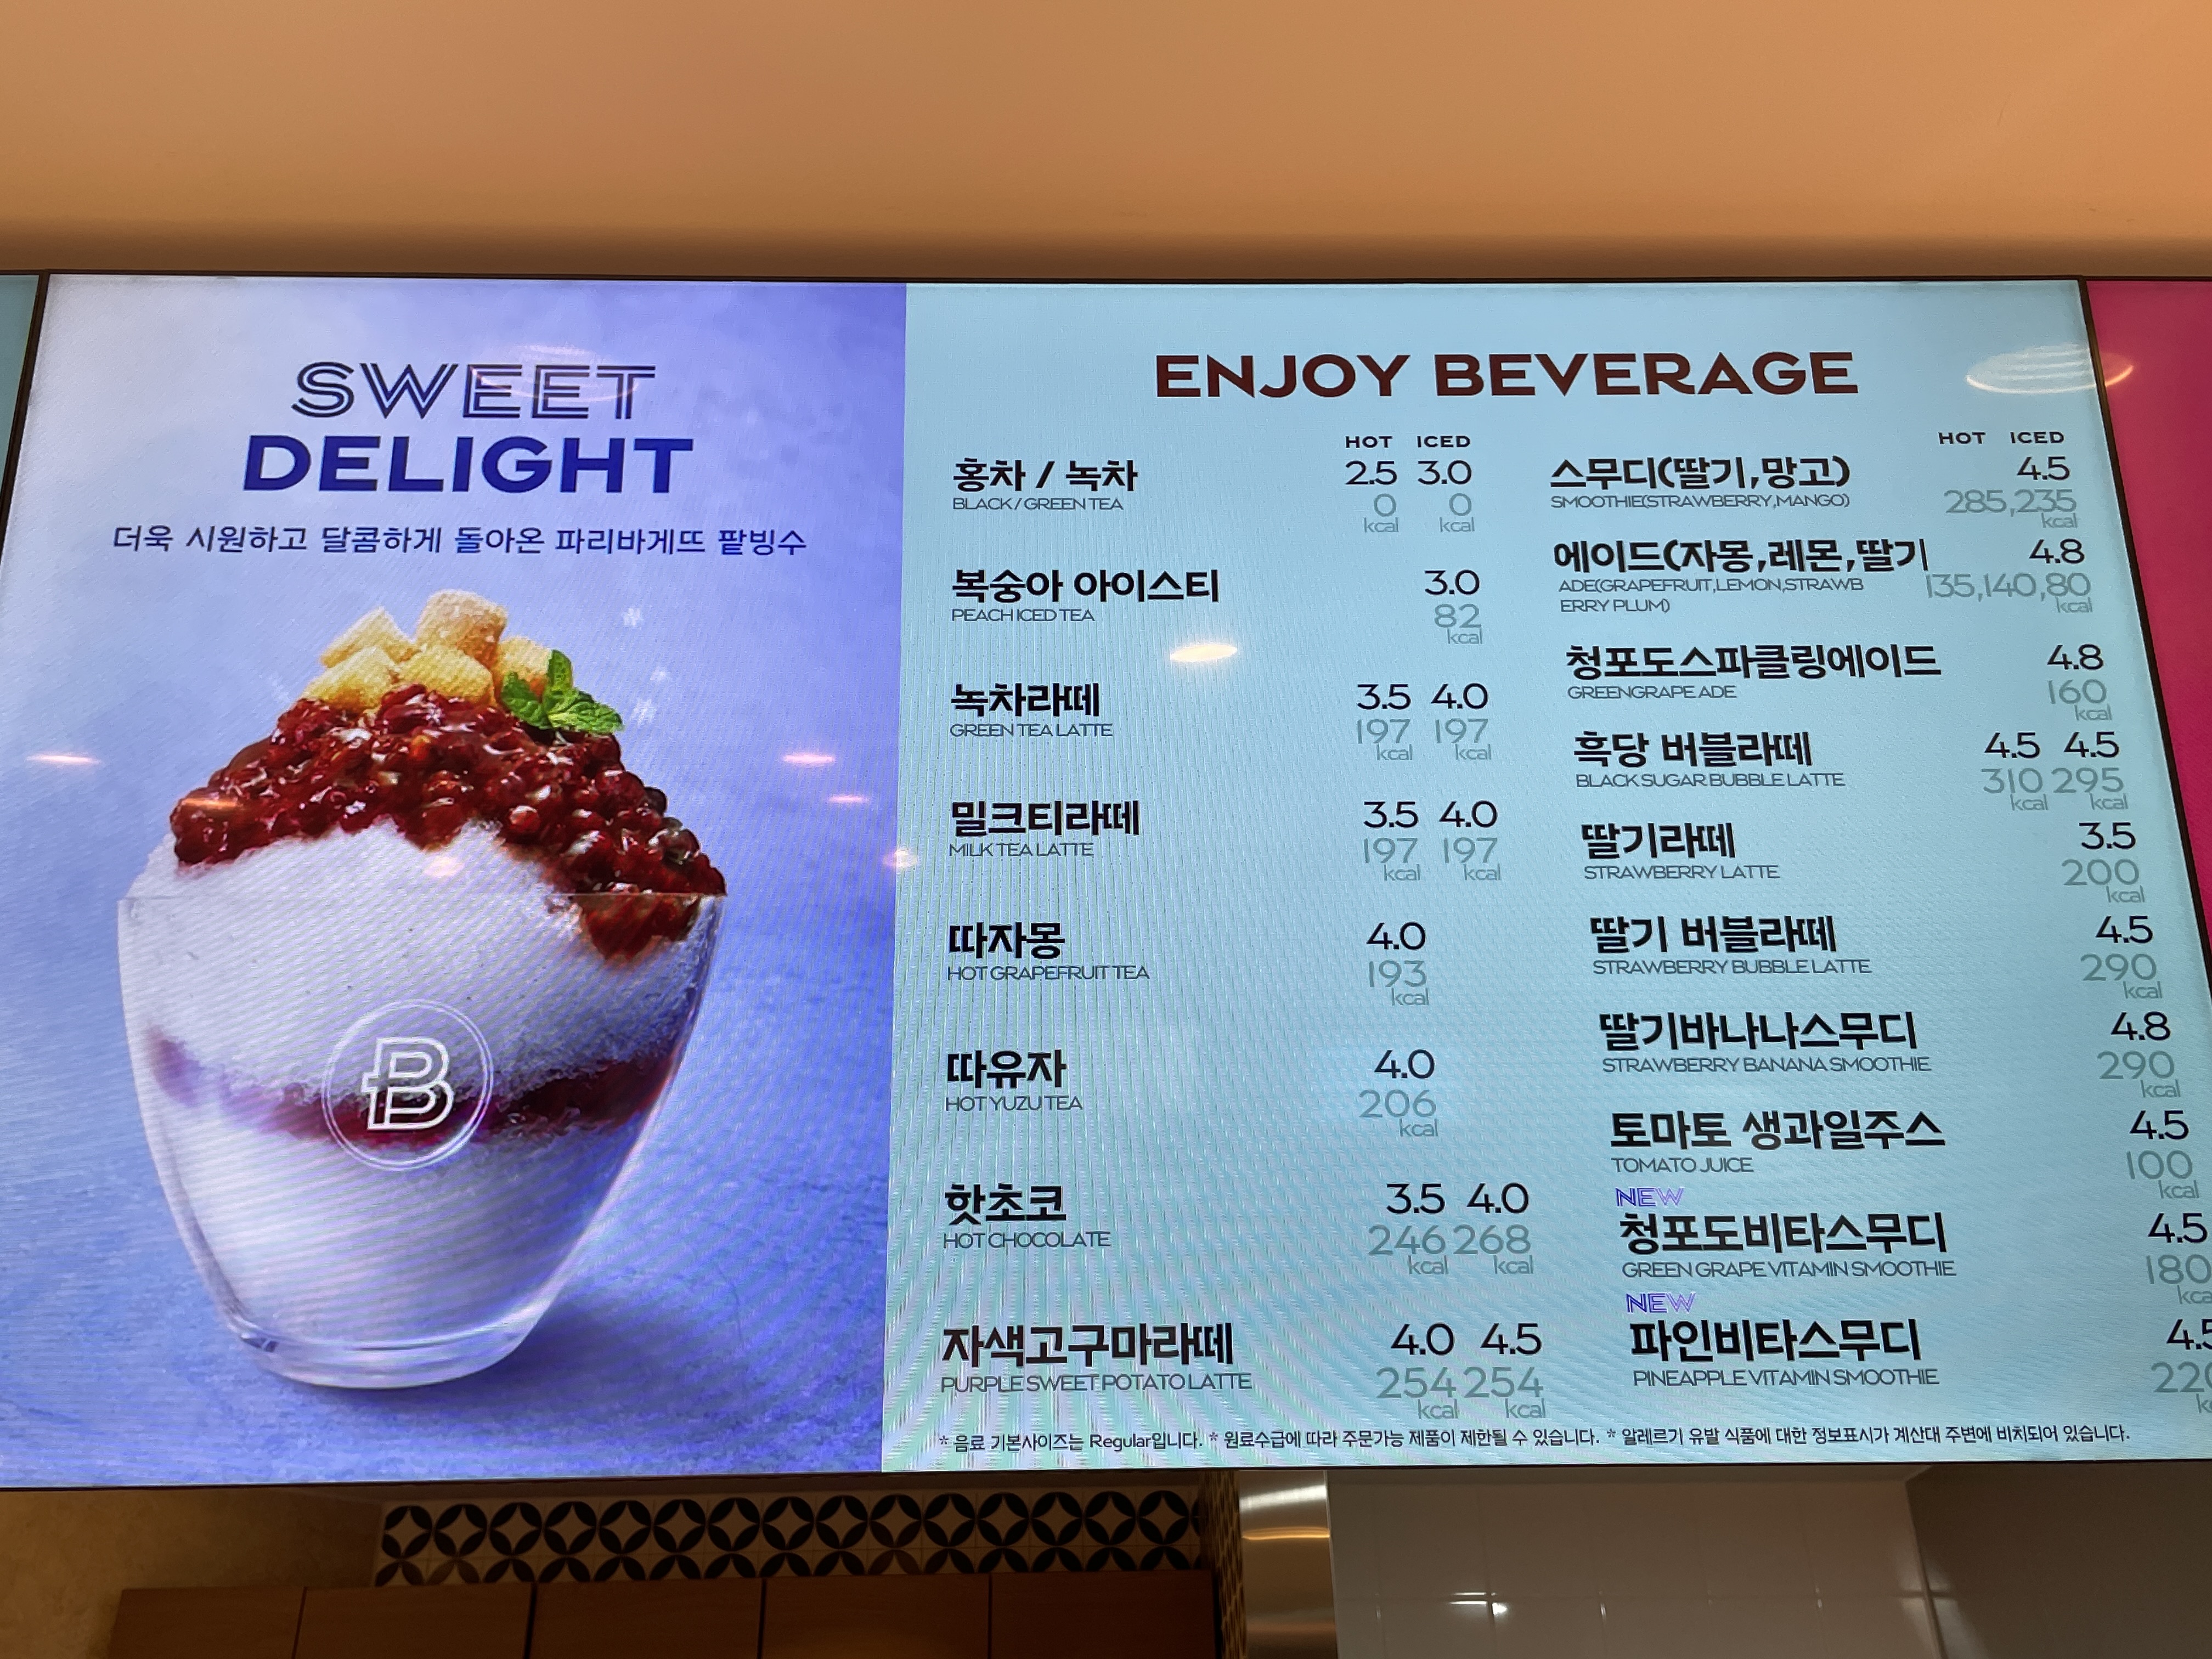 SWEET
DELIGHT
더욱 시원하고 달콤하게 돌아온 파리바게뜨 팥빙수
B
ENJOY BEVERAGE
HOT ICED
홍차 / 녹차 2.5 3.0
BLACK / GREEN TEA 0 0
kcal kcal
복숭아 아이스티 3.0
PEACH ICED TEA 82
kcal
녹차라떼 3.5 4.0
GREEN TEA LATTE 197 197
kcal kcal
밀크티라떼 3.5 4.0
MILK TEA LATTE 197 197
kcal kcal
따자몽 4.0
HOT GRAPEFRUIT TEA 193
kcal
따유자 4.0
HOT YUZU TEA 206
kcal
핫초코 3.5 4.0
HOT CHOCOLATE 246 268
kcal kcal
자색고구마라떼 4.0 4.5
PURPLE SWEET POTATO LATTE 254 254
kcal kcal
HOT ICED
스무디(딸기,망고) 4.5
SMOOTHIE(STRAWBERRY,MANGO) 285,235
kcal
에이드(자몽,레몬,딸기 4.8
ADE(GRAPEFRUIT,LEMON,STRAWB 135,140,80
ERRY PLUM) kcal
청포도스파클링에이드 4.8
GREENGRAPE ADE 160
kcal
흑당 버블라떼 4.5 4.5
BLACK SUGAR BUBBLE LATTE 310 295
kcal kcal
딸기라떼 3.5
STRAWBERRY LATTE 200
kcal
딸기 버블라떼 4.5
STRAWBERRY BUBBLE LATTE 290
kcal
딸기바나나스무디 4.8
STRAWBERRY BANANA SMOOTHIE 290
kcal
토마토 생과일주스 4.5
TOMATO JUICE 100
kcal
NEW
청포도비타스무디 4.5
GREEN GRAPE VITAMIN SMOOTHIE 180
NEW
파인비타스무디
PINEAPPLE VITAMIN SMOOTHIE
* 음료 기본사이즈는 Regular입니다. * 원료수급에 따라 주문가능 제품이 제한될 수 있습니다. * 알레르기 유발 식품에 대한 정보표시가 계산대 주변에 비치되어 있습니다.